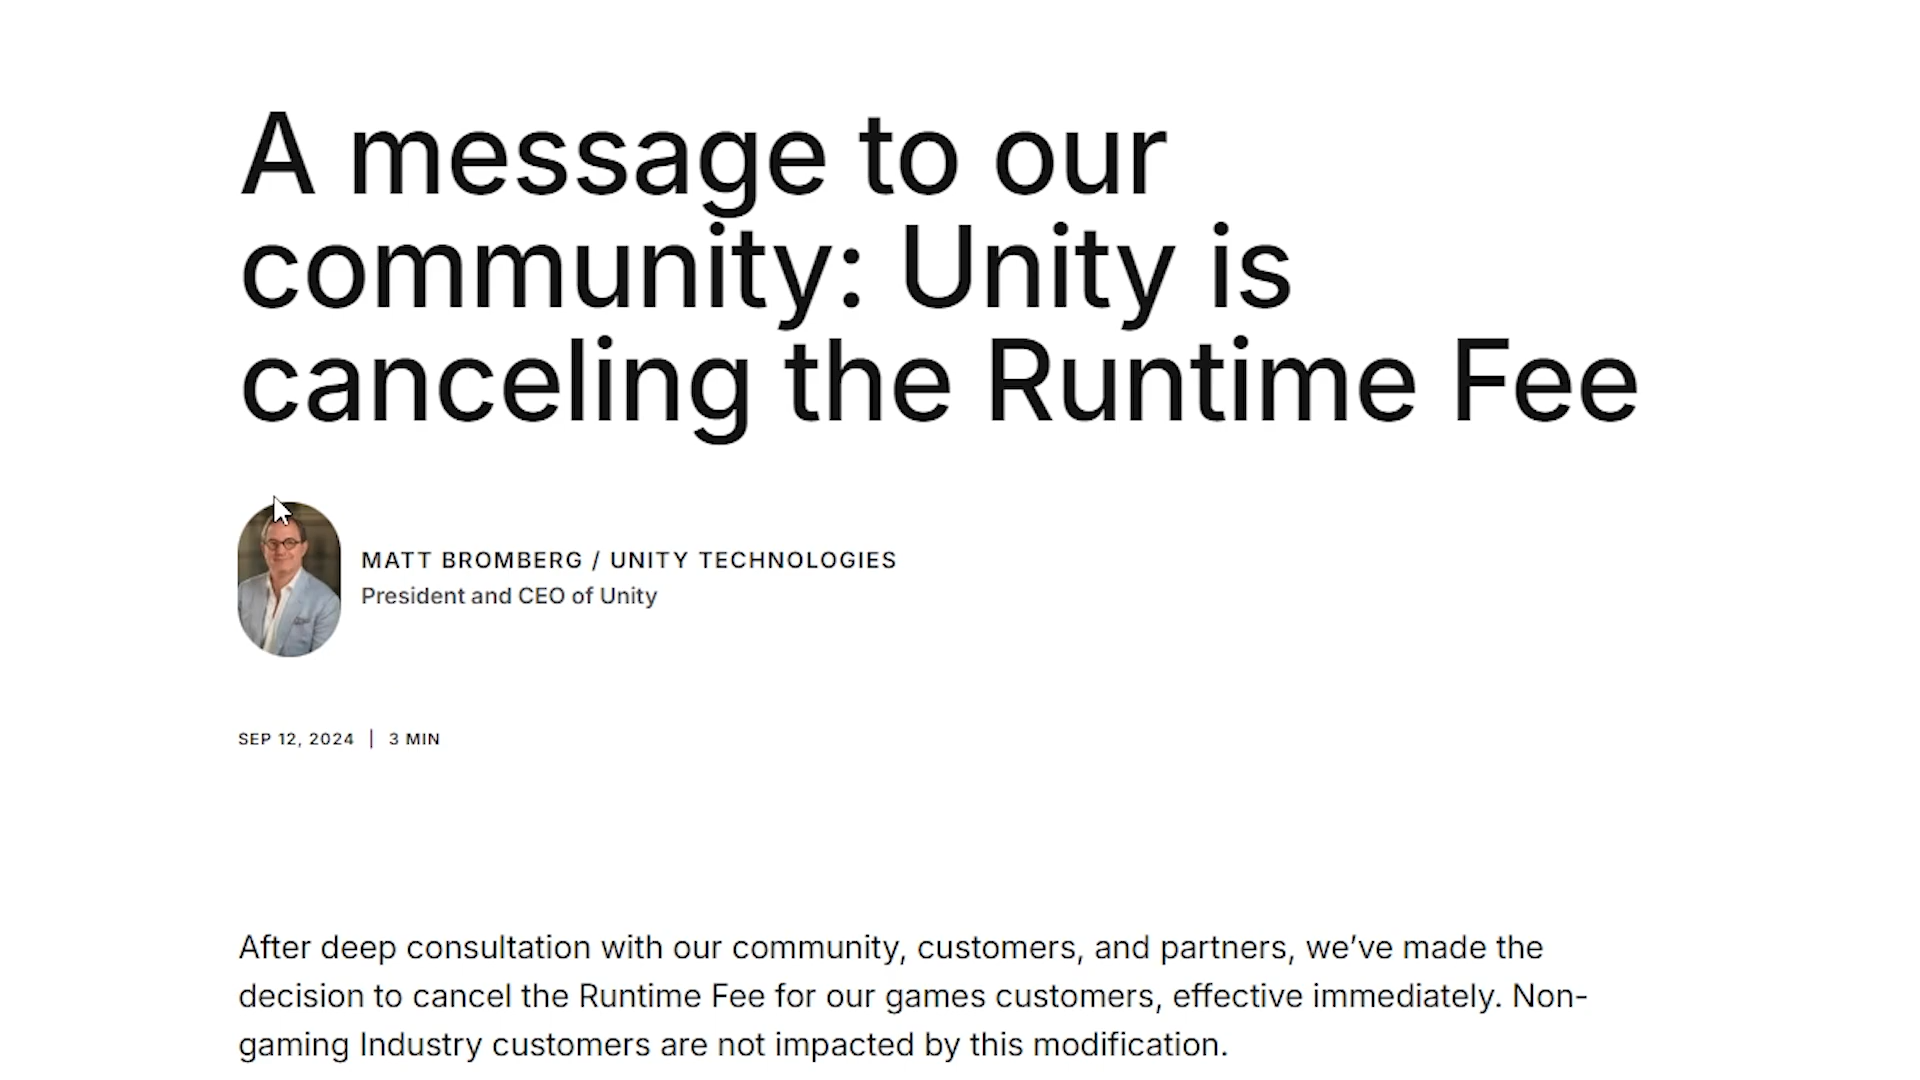 A message to our
community: Unity is
canceling the Runtime Fee
MATT BROMBERG / UNITY TECHNOLOGIES
President and CEO of Unity
SEP 12, 2024 | 3 MIN
After deep consultation with our community, customers, and partners, we’ve made the
decision to cancel the Runtime Fee for our games customers, effective immediately. Non-
gaming Industry customers are not impacted by this modification.